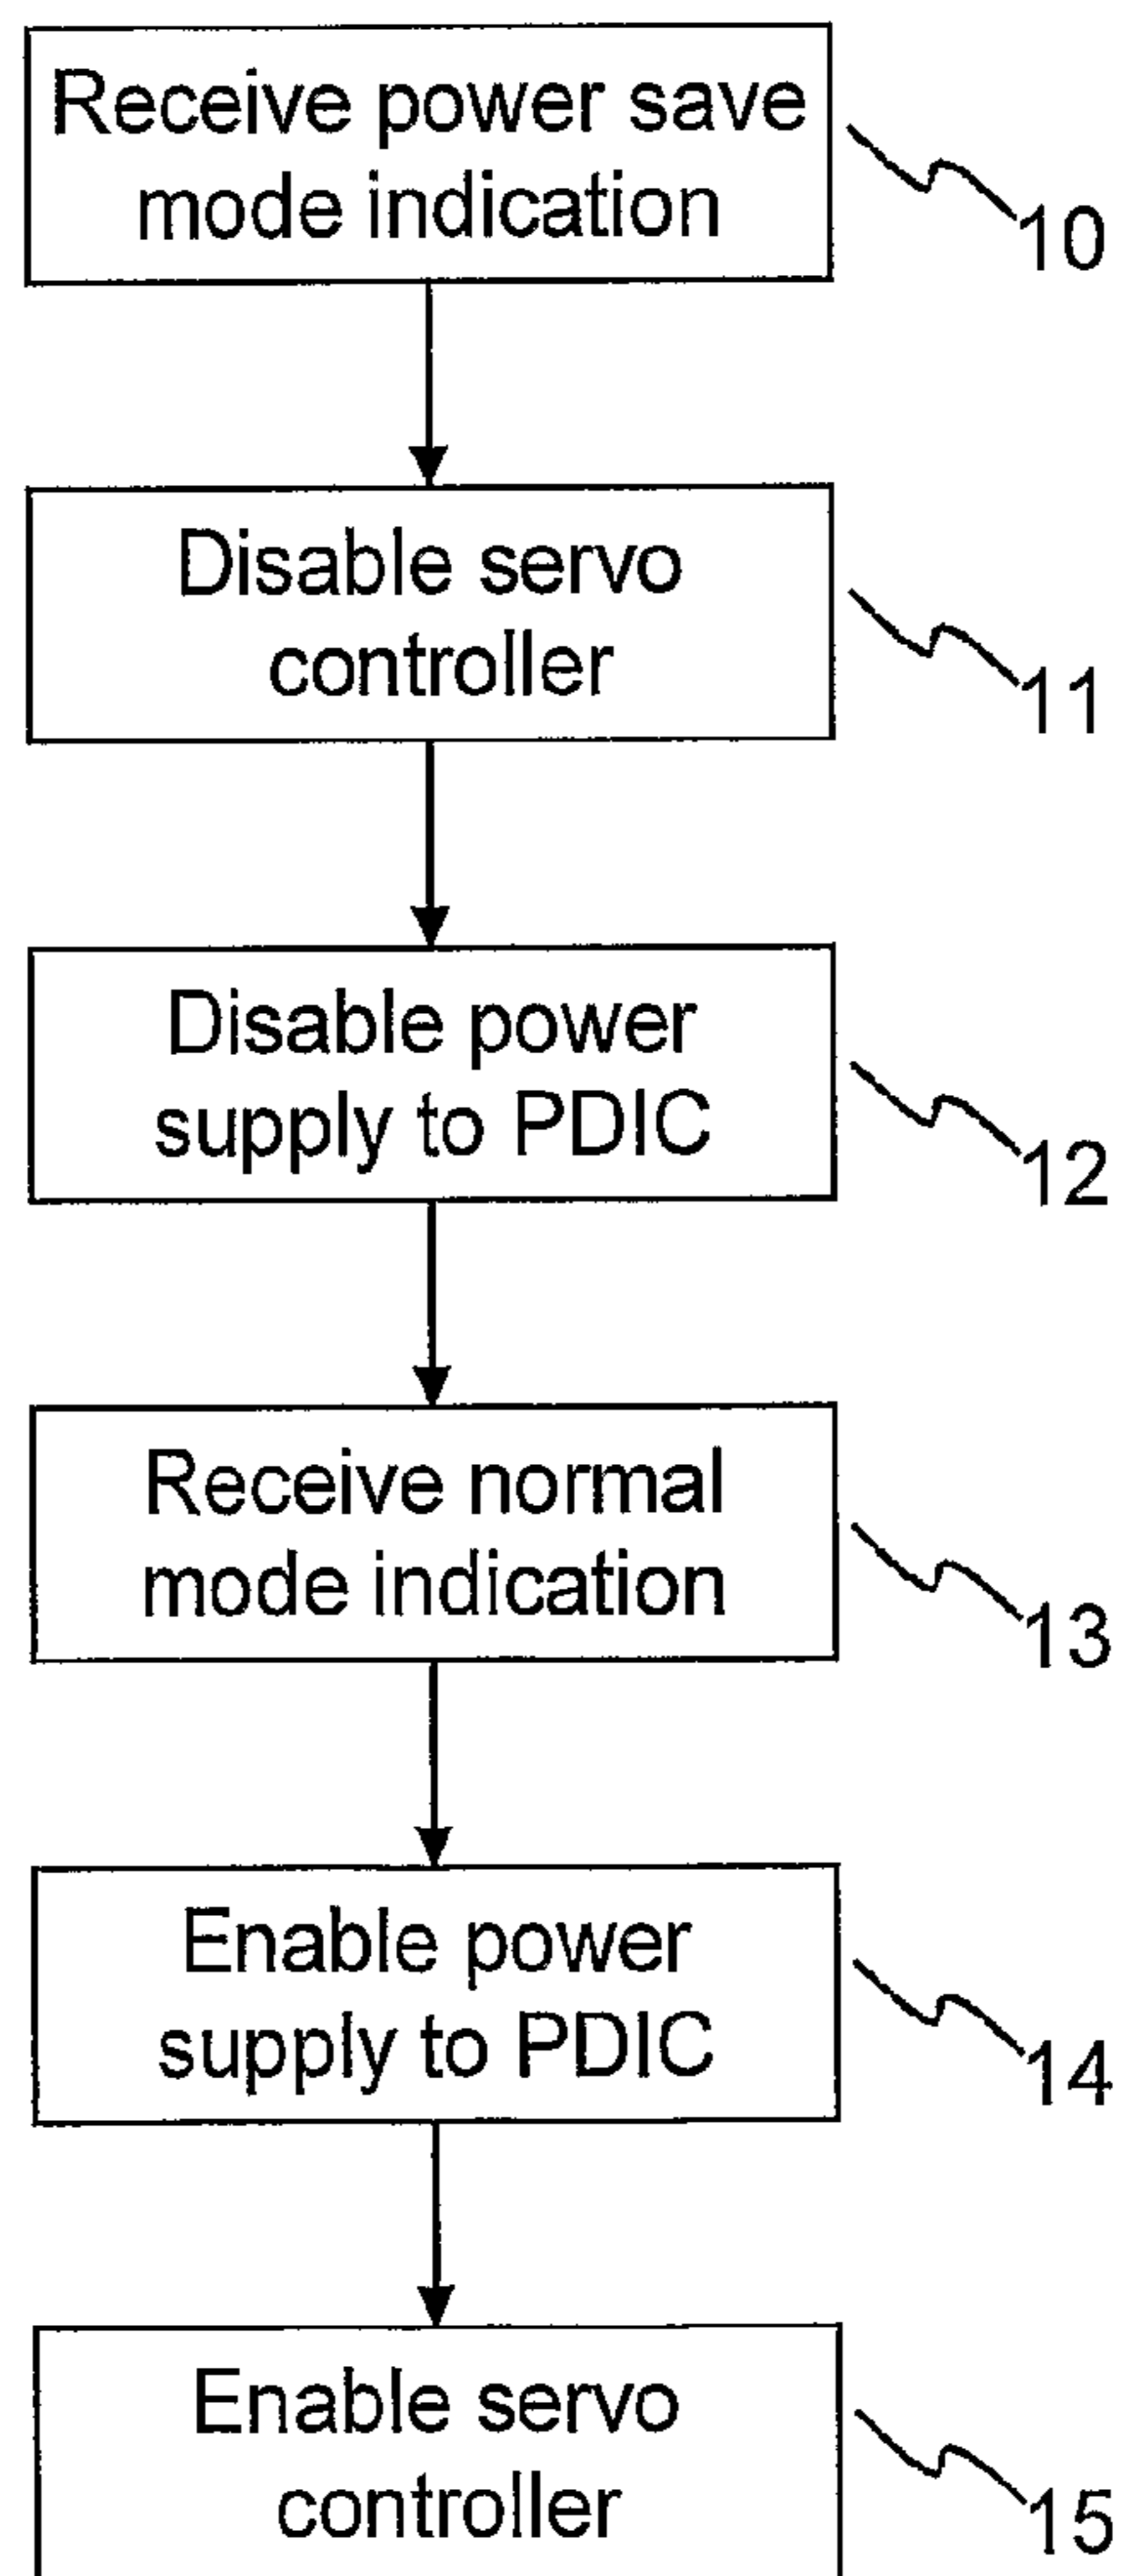 Receive power save
mode indication
10
Disable servo
controller
11
Disable power
supply to PDIC
12
Receive normal
mode indication
13
Enable power
supply to PDIC
14
Enable servo
controller
15